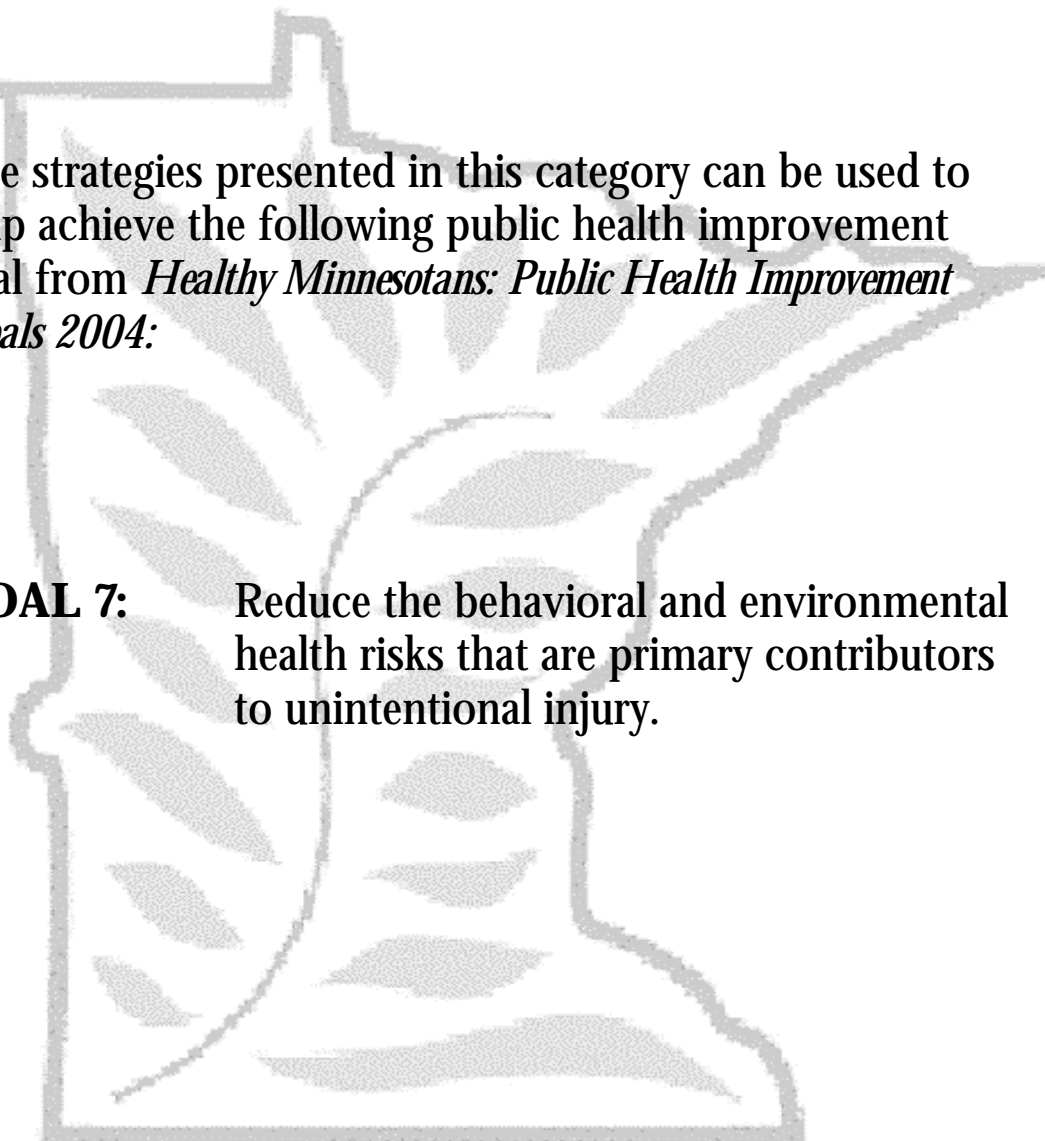 e strategies presented in this category can be used to
p achieve the following public health improvement
al from Healthy Minnesotans: Public Health Improvement
als 2004:
OAL 7: Reduce the behavioral and environmental
health risks that are primary contributors
to unintentional injury.